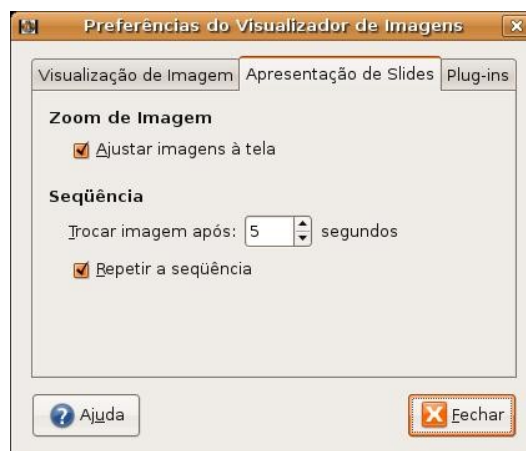 Preferências do Visualizador de Imagens
Visualização de Imagem Apresentação de Slides Plug-ins
Zoom de Imagem
Ajustar imagens à tela
Seqüência
Trocar imagem após: 5 segundos
Repetir a seqüência
Ajuda Fechar